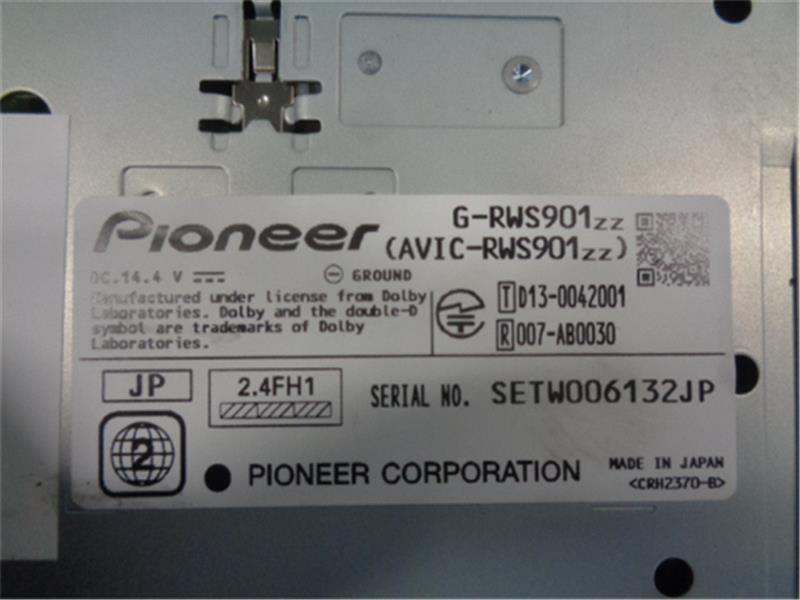 Pioneer
G-RWS901zz
(AVIC-RWS901zz)
DC.14.4 V
GROUND
Manufactured under license from Dolby
Laboratories. Dolby and the double-D
symbol are trademarks of Dolby
Laboratories.
T D13-0042001
R 007-AB0030
JP
2.4FH1
SERIAL NO. SETW006132JP
2
PIONEER CORPORATION
MADE IN JAPAN
<CRH2370-B>